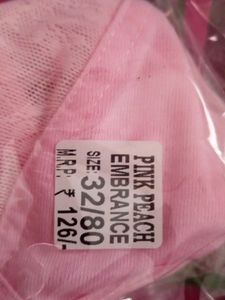 PINK PEACH
EMBRANCE
SIZE: 32/80
M.R.P: ₹ 126/-